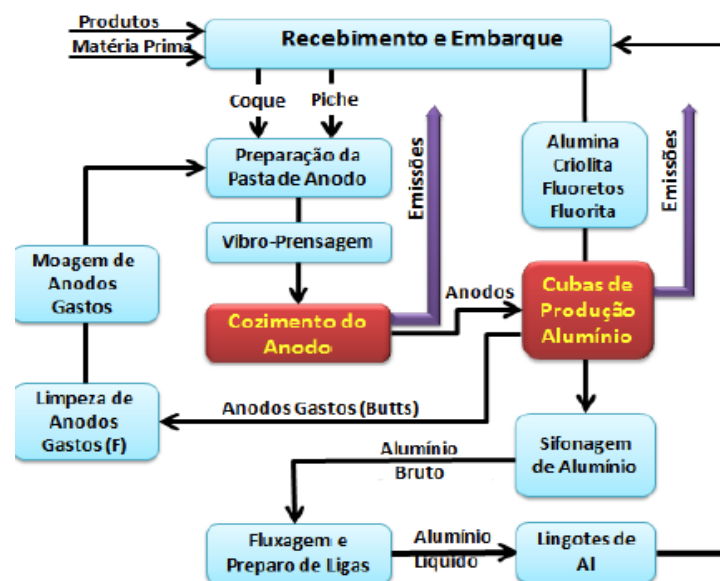 Produtos
Matéria Prima
Recebimento e Embarque
Coque
Piche
Emissões
Emissões
Preparação da
Pasta de Anodo
Alumina
Criolita
Fluoretos
Fluorita
Vibro-Prensagem
Moagem de
Anodos
Gastos
Cozimento do
Anodo
Anodos
Cubas de
Produção
Alumínio
Limpeza de
Anodos
Gastos (F)
Anodos Gastos (Butts)
Sifonagem
de Alumínio
Alumínio
Bruto
Fluxagem e
Preparo de Ligas
Alumínio
Líquido
Lingotes de
Al